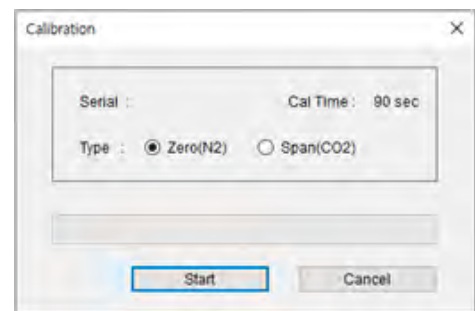 Calibration
Serial : Cal Time : 90 sec
Type : Zero(N2) Span(CO2)
Start Cancel